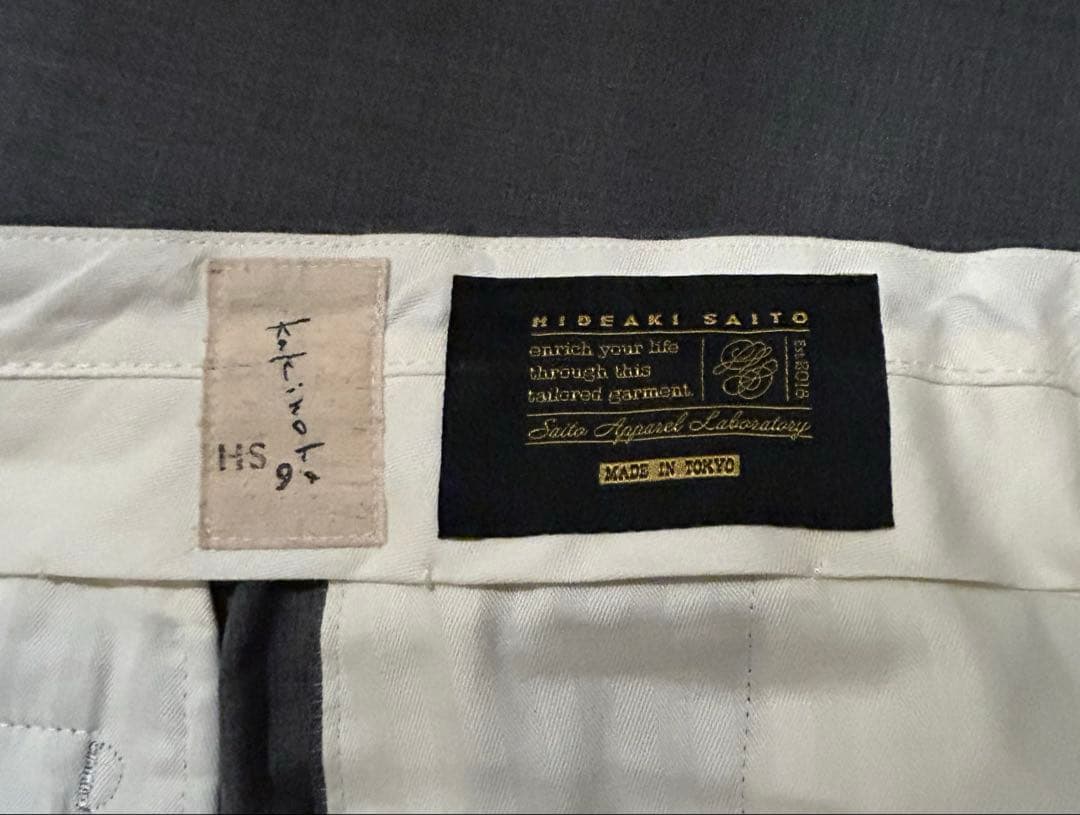 kakimoto
HS 9
HIDEAKI SAITO
enrich your life
through this
tailored garment
Est.2016
Saito Apparel Laboratory
MADE IN TOKYO